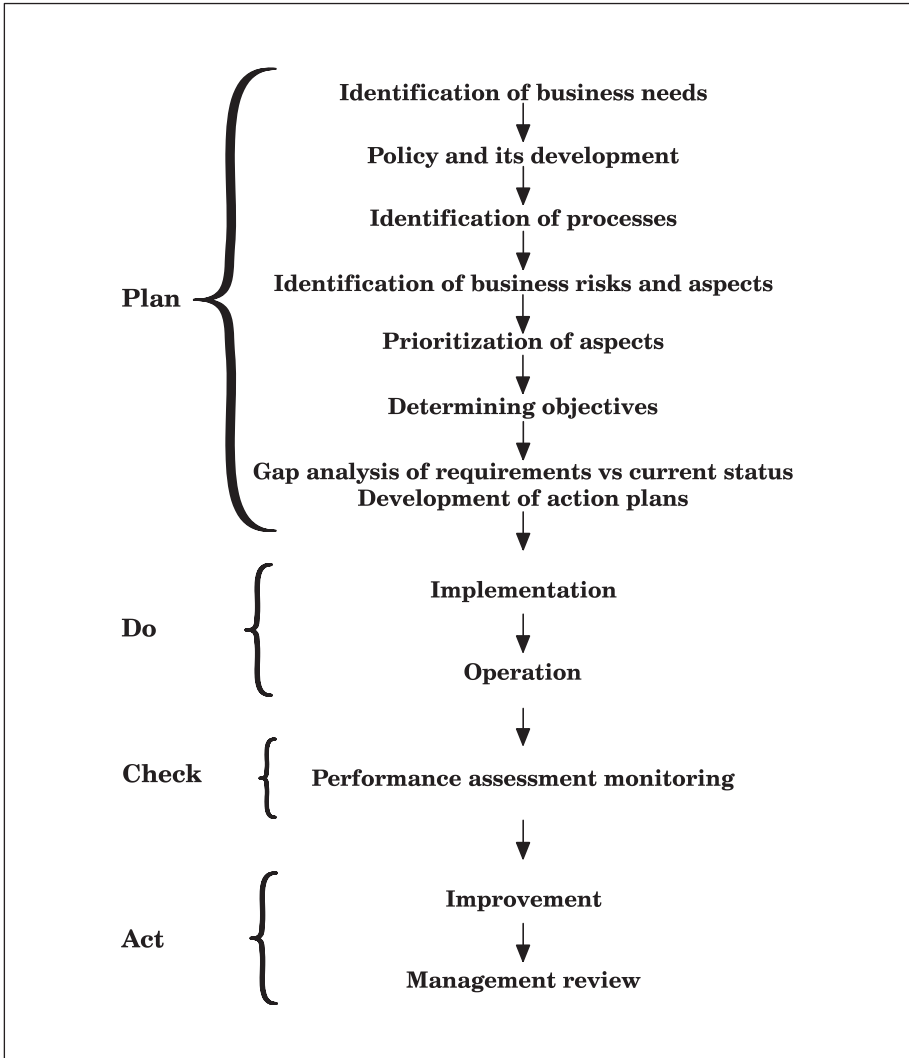 Identification of business needs
Policy and its development
Identification of processes
Identification of business risks and aspects
Plan
Prioritization of aspects
Determining objectives
Gap analysis of requirements vs current status
Development of action plans
Implementation
Do
Operation
Check
Performance assessment monitoring
Improvement
Act
Management review